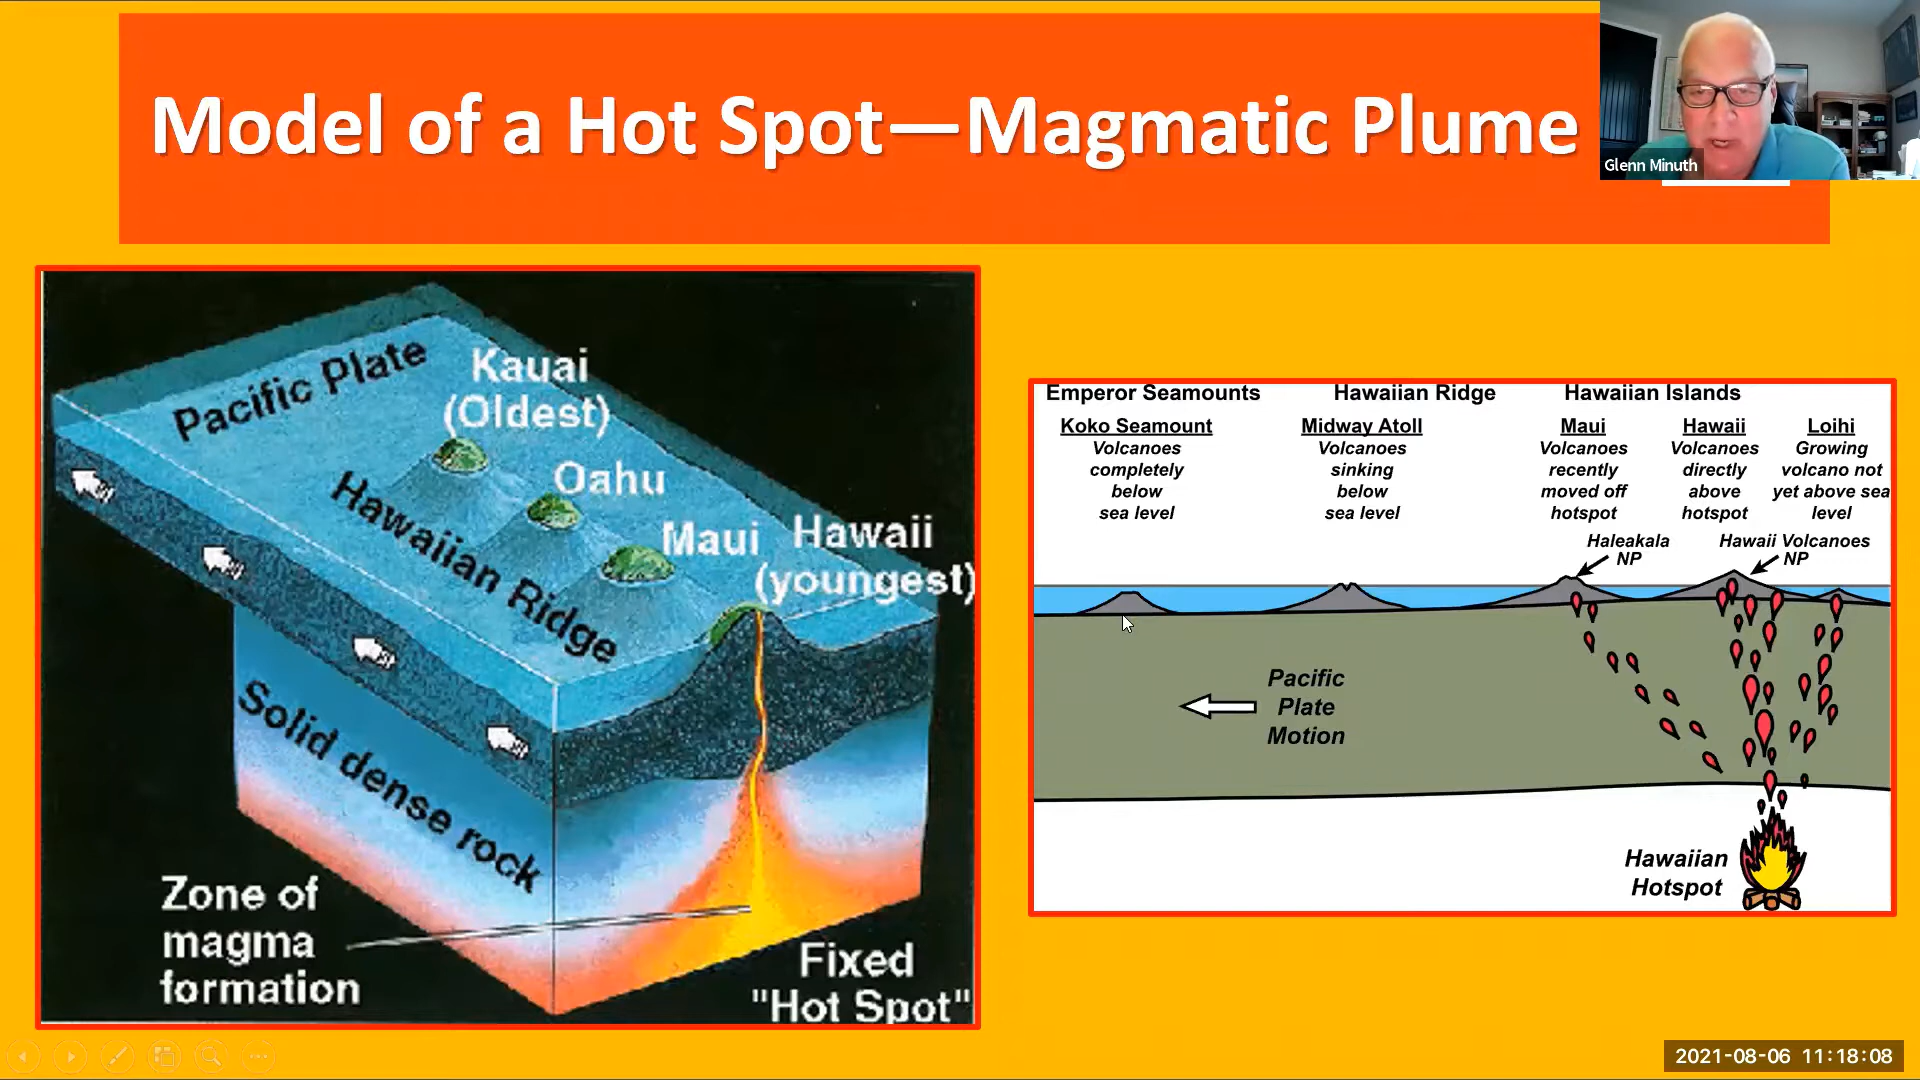 Model of a Hot Spot—Magmatic Plume
Glenn Minuth
Pacific Plate
Kauai
(Oldest)
Oahu
Maui
Hawaii
(youngest)
Hawaiian Ridge
Solid dense rock
Zone of
magma
formation
Fixed
"Hot Spot"
Emperor Seamounts
Hawaiian Ridge
Hawaiian Islands
Koko Seamount
Volcanoes
completely
below
sea level
Midway Atoll
Volcanoes
sinking
below
sea level
Maui
Volcanoes
recently
moved off
hotspot
Hawaii
Volcanoes
directly
above
hotspot
Loihi
Growing
volcano not
yet above sea
level
Haleakala
NP
Hawaii Volcanoes
NP
Pacific
Plate
Motion
Hawaiian
Hotspot
2021-08-06 11:18:08